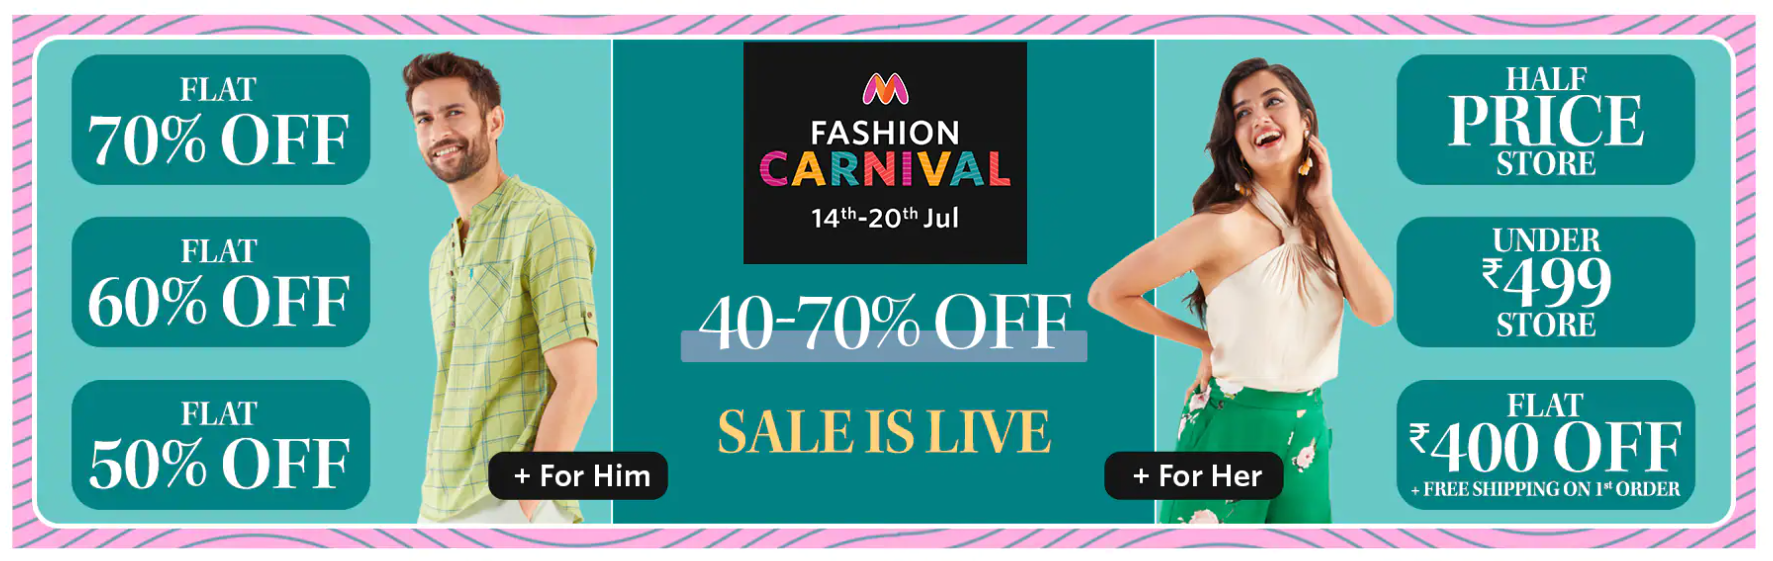 FLAT
70% OFF
FLAT
60% OFF
FLAT
50% OFF
+ For Him
FASHION
CARNIVAL
14th-20th Jul
40-70% OFF
SALE IS LIVE
+ For Her
HALF
PRICE
STORE
UNDER
₹499
STORE
FLAT
₹400 OFF
+ FREE SHIPPING ON 1st ORDER